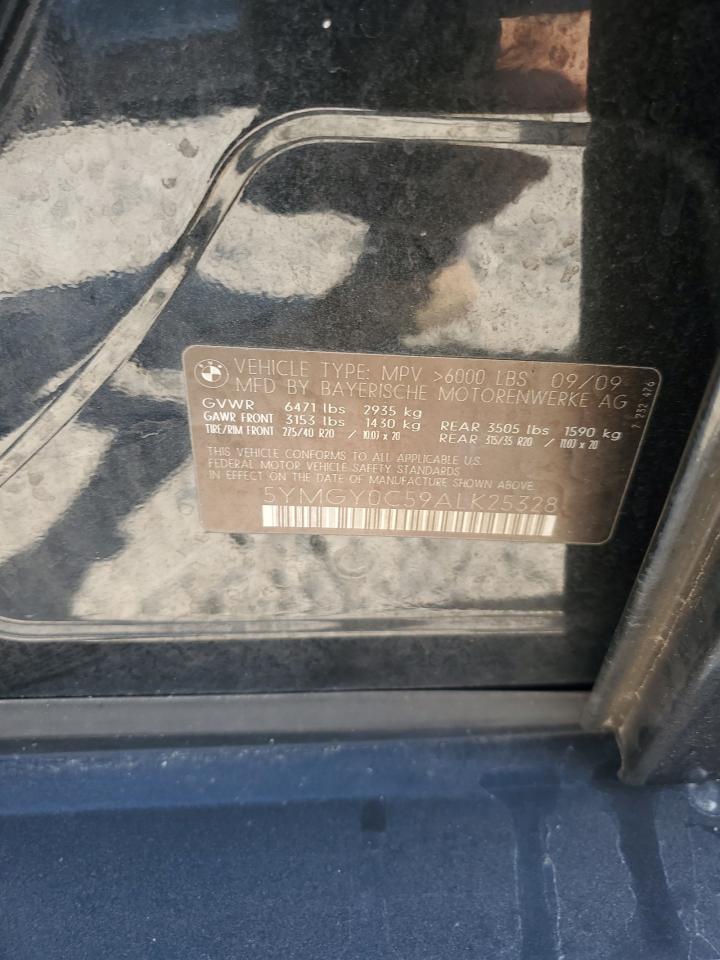 VEHICLE TYPE: MPV >6000 LBS 09/09
MFD BY BAYERISCHE MOTORENWERKE AG
GVWR 6471 lbs 2935 kg
GAWR FRONT 3153 lbs 1430 kg REAR 3505 lbs 1590 kg
TIRE/RIM FRONT 275/40 R20 / 10.0J x 20 REAR 315/35 R20 / 11.0J x 20
THIS VEHICLE CONFORMS TO ALL APPLICABLE U.S.
FEDERAL MOTOR VEHICLE SAFETY STANDARDS
IN EFFECT ON THE DATE OF MANUFACTURE SHOWN ABOVE.
5YMGY0C59ALK25328
7 232 476